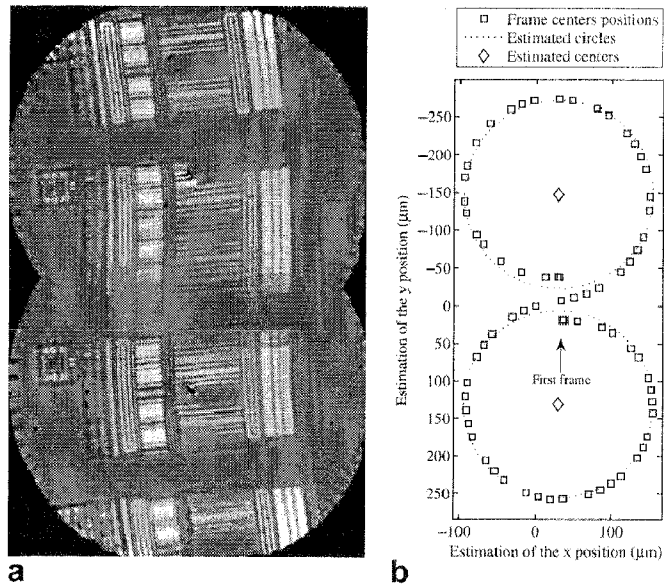 Frame centers positions
Estimated circles
Estimated centers
−250
−200
−150
−100
−50
0
50
100
150
200
250
Estimation of the y position (µm)
First frame
−100
0
100
Estimation of the x position (µm)
a
b